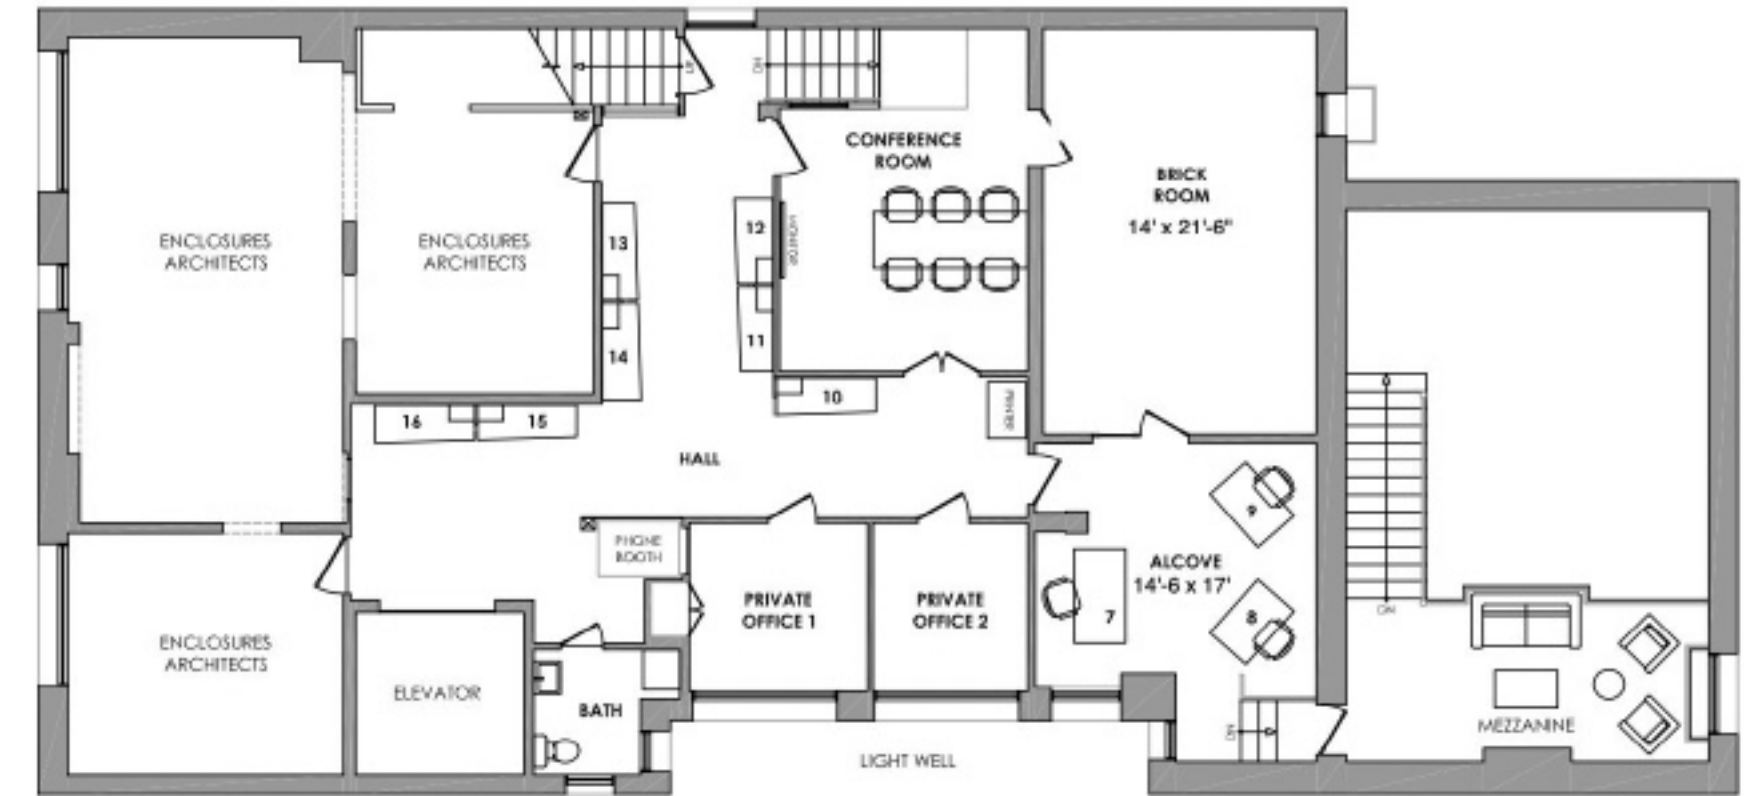 UP
DN
CONFERENCE
ROOM
BRICK
ROOM
14' x 21'-6"
ENCLOSURES
ARCHITECTS
ENCLOSURES
ARCHITECTS
13
12
MONITOR
11
14
10
PRINTER
16
15
HALL
9
PHONE
BOOTH
ALCOVE
14'-6 x 17'
PRIVATE
OFFICE 1
PRIVATE
OFFICE 2
7
8
DN
ENCLOSURES
ARCHITECTS
ELEVATOR
BATH
DN
MEZZANINE
LIGHT WELL